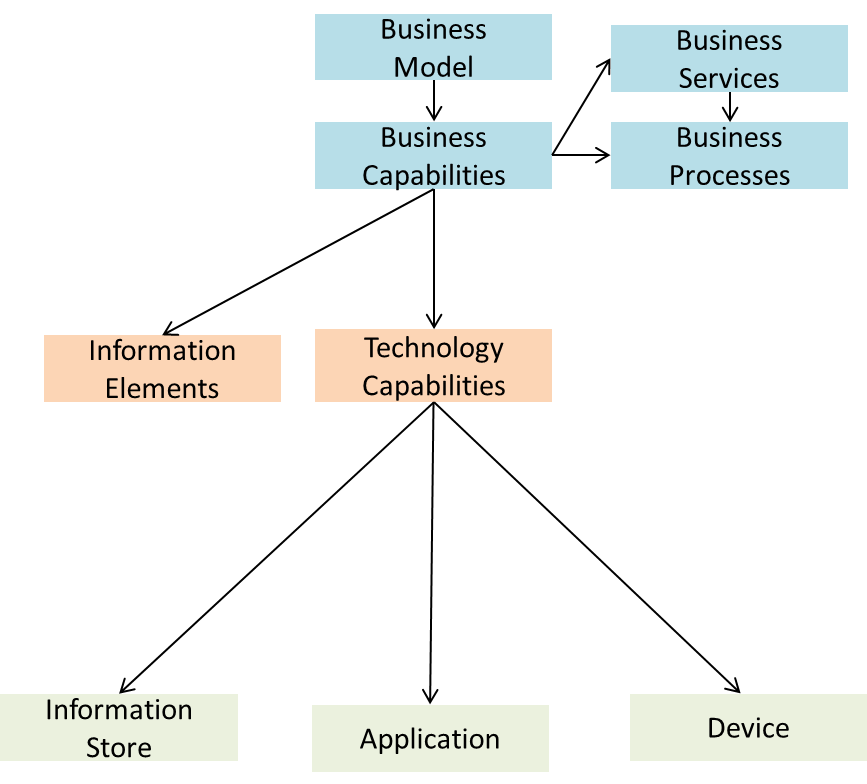 Business
Model
Business
Services
Business
Capabilities
Business
Processes
Information
Elements
Technology
Capabilities
Information
Store
Application
Device